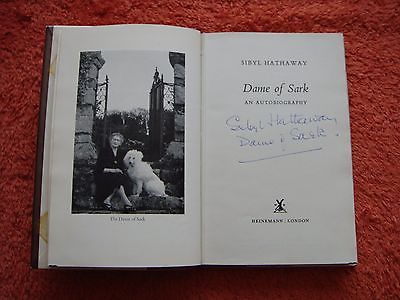 The Dame of Sark
SIBYL HATHAWAY
Dame of Sark
AN AUTOBIOGRAPHY
Sibyl Hathaway
Dame of Sark
HEINEMANN : LONDON